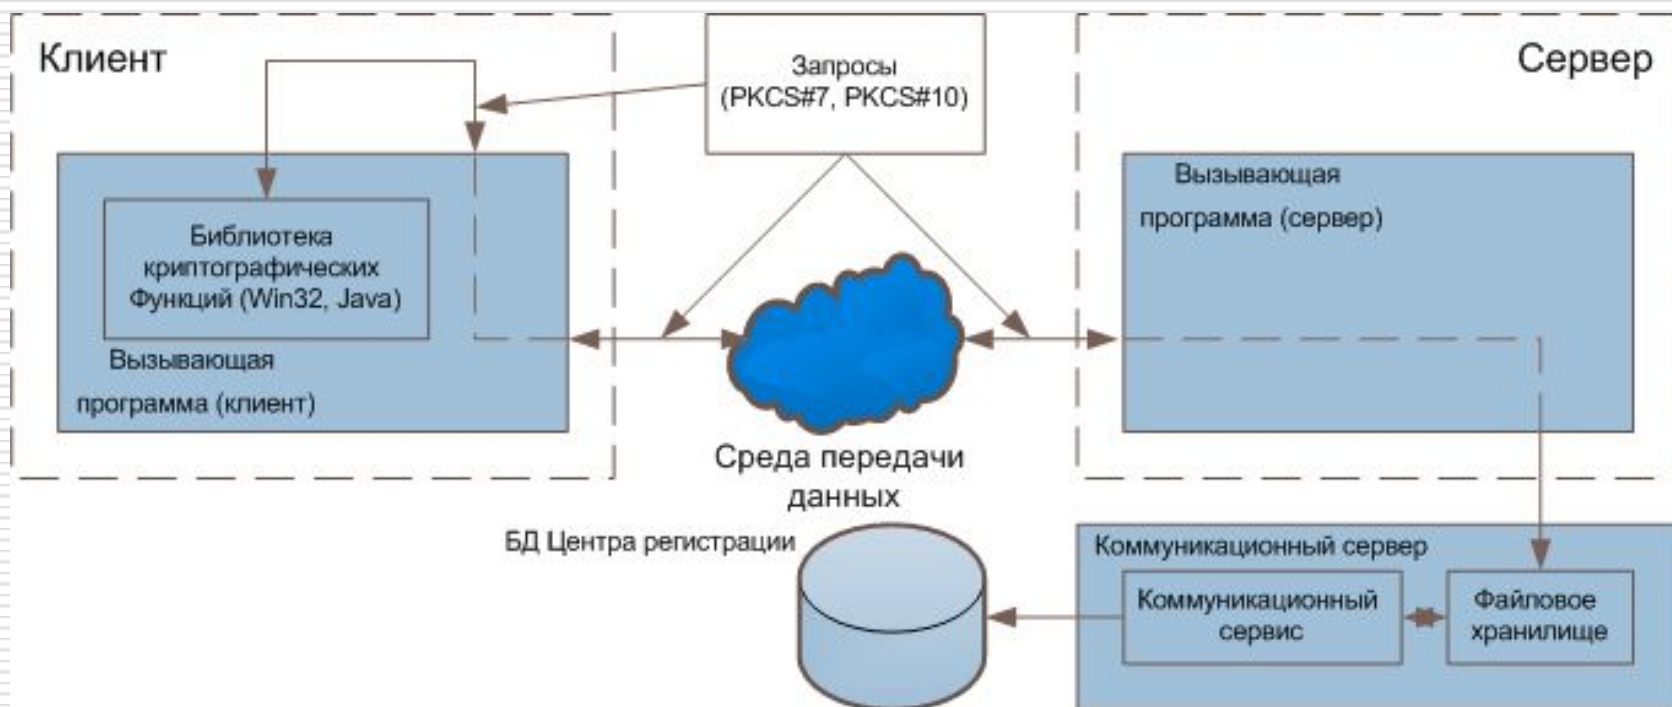 Клиент
Запросы
(PKCS#7, PKCS#10)
Сервер
Библиотека
криптографических
Функций (Win32, Java)
Вызывающая
программа (клиент)
Вызывающая
программа (сервер)
Среда передачи
данных
БД Центра регистрации
Коммуникационный сервер
Коммуникационный
сервис
Файловое
хранилище